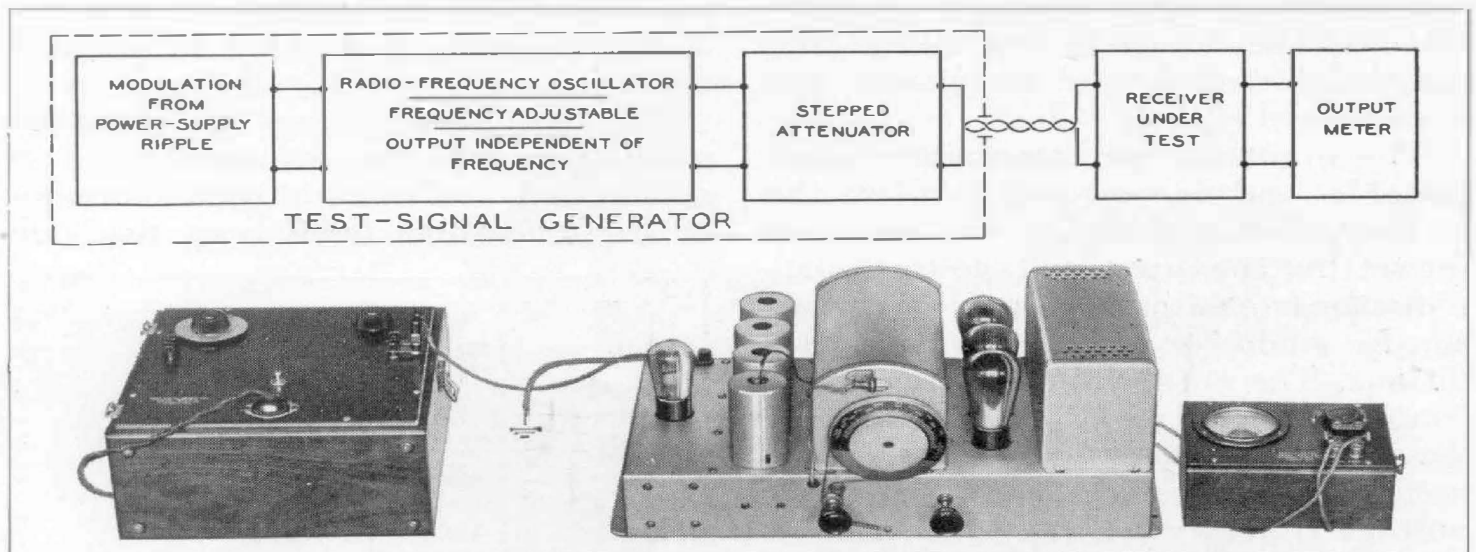 MODULATION
FROM
POWER-SUPPLY
RIPPLE
RADIO-FREQUENCY OSCILLATOR
FREQUENCY ADJUSTABLE
OUTPUT INDEPENDENT OF
FREQUENCY
STEPPED
ATTENUATOR
RECEIVER
UNDER
TEST
OUTPUT
METER
TEST-SIGNAL GENERATOR